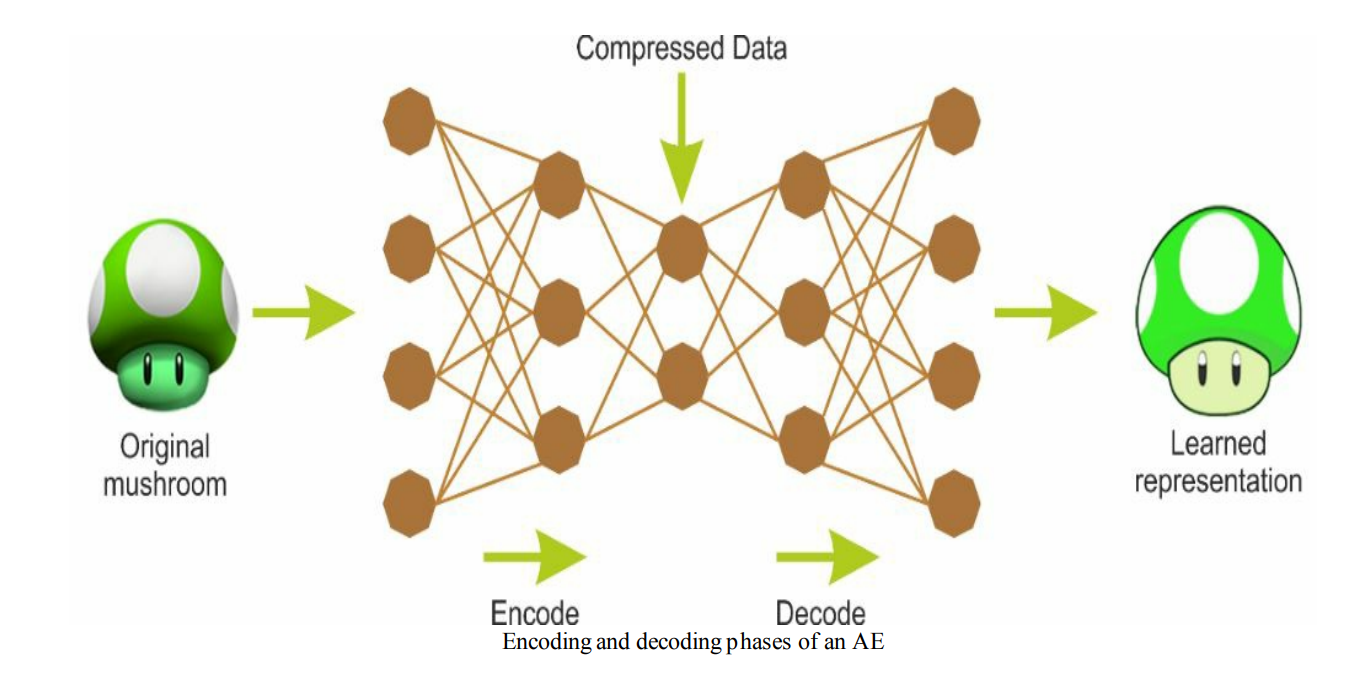 Compressed Data
Original
mushroom
Learned
representation
Encode
Decode
Encoding and decoding phases of an AE